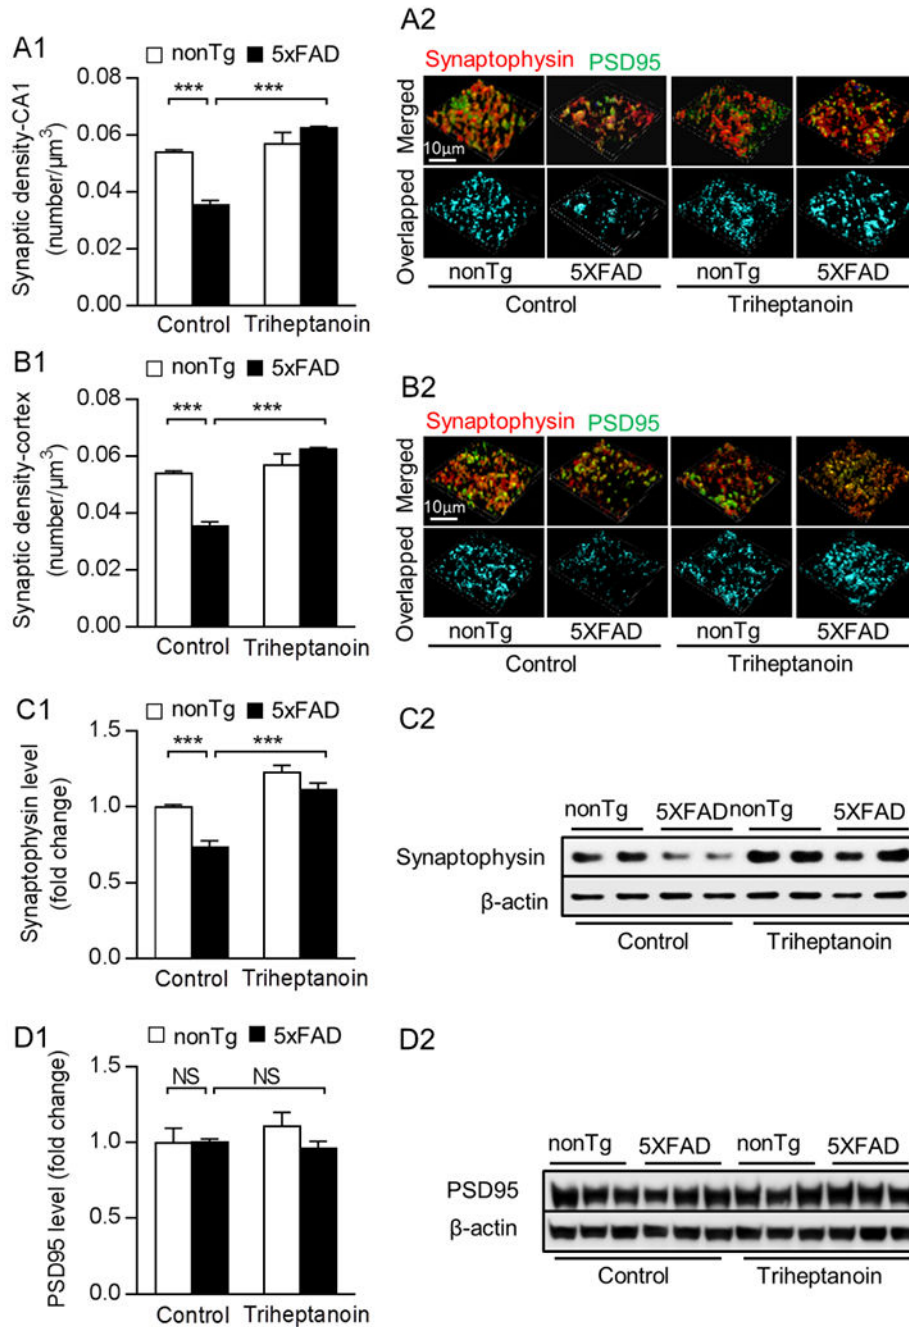 A1
nonTg 5xFAD
Synaptic density-CA1
(number/μm³)
0.08
0.06
0.04
0.02
0.00
*** ***
Control Triheptanoin
A2
Synaptophysin PSD95
Merged
10μm
Overlapped
nonTg 5XFAD nonTg 5XFAD
Control Triheptanoin
B1
nonTg 5xFAD
Synaptic density-cortex
(number/μm³)
0.08
0.06
0.04
0.02
0.00
*** ***
Control Triheptanoin
B2
Synaptophysin PSD95
Merged
10μm
Overlapped
nonTg 5XFAD nonTg 5XFAD
Control Triheptanoin
C1
nonTg 5xFAD
Synaptophysin level
(fold change)
1.5
1.0
0.5
0.0
*** ***
Control Triheptanoin
C2
nonTg 5XFAD nonTg 5XFAD
Synaptophysin
β-actin
Control Triheptanoin
D1
nonTg 5xFAD
PSD95 level (fold change)
1.5
1.0
0.5
0.0
NS NS
Control Triheptanoin
D2
nonTg 5XFAD nonTg 5XFAD
PSD95
β-actin
Control Triheptanoin